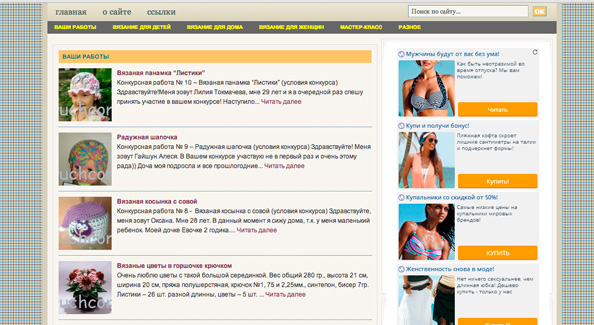 главная о сайте ссылки
Поиск по сайту...
ОК
ВАШИ РАБОТЫ ВЯЗАНИЕ ДЛЯ ДЕТЕЙ ВЯЗАНИЕ ДЛЯ ДОМА ВЯЗАНИЕ ДЛЯ ЖЕНЩИН МАСТЕР-КЛАСС РАЗНОЕ
ВАШИ РАБОТЫ
Вязаная панамка "Листики"
Конкурсная работа № 10 – Вязаная панамка "Листики" (условия конкурса)
Здравствуйте!Меня зовут Лилия Токмачева, мне 29 лет и я в очередной раз спешу
принять участие в вашем конкурсе! Наступило... Читать далее
ruchcor
Радужная шапочка
Конкурсная работа № 9 – Радужная шапочка (условия конкурса) Здравствуйте! Меня
зовут Гайшун Алеся. В Вашем конкурсе участвую не в первый раз и очень этому
рада)) Доча моя подросла и все прошлогодние... Читать далее
uchcor
Вязаная косынка с совой
Конкурсная работа № 8 - Вязаная косынка с совой (условия конкурса) Здравствуйте,
меня зовут Оксана. Мне 28 лет. В данный момент я сижу дома, т.к. у меня маленький
ребенок. Моей дочке Евочке 2 годика.... Читать далее
uchcor
Вязаные цветы в горшочке крючком
Очень люблю цветы с такой большой серединкой. Вес общий 280 гр., высота 21 см,
ширина 20 см, пряжа полушерстяная, крючок №1, 75 и 2,25мм., синтепон, бисер 7гр.
Листики – 26 шт. разной длинны, цветы – 5 шт. ... Читать далее
uchcor
Мужчины будут от вас без ума!
Как быть неотразимой во
время отпуска? Мы вам
поможем!
Читать
Купи и получи бонус!
Пляжная кофта скроет
лишние сантиметры на талии
и подчеркнет формы!
Купить!
Купальники со скидкой от 50%!
Самые низкие цены на
купальники мировых
брендов!
КУПИТЬ
Женственность снова в моде!
Нет ничего сексуальнее, чем
длинная юбка! Дешево
купить - только у нас